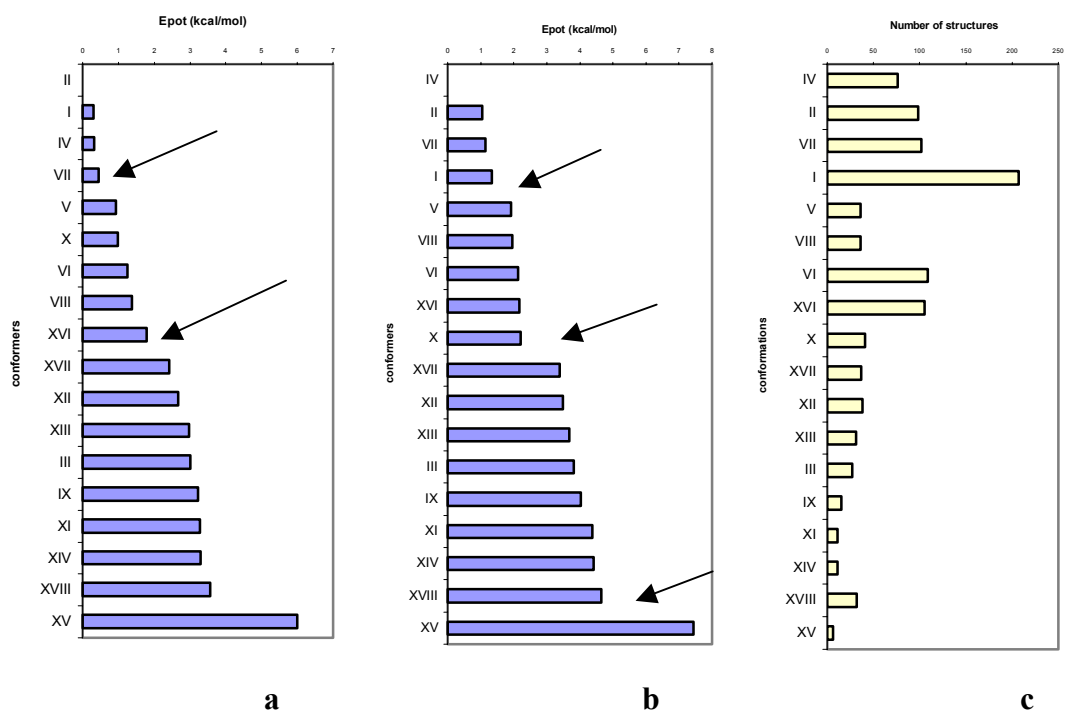 Epot (kcal/mol)
0 1 2 3 4 5 6 7
conformers
II
I
IV
VII
V
X
VI
VIII
XVI
XVII
XII
XIII
III
IX
XI
XIV
XVIII
XV
a
Epot (kcal/mol)
0 1 2 3 4 5 6 7 8
conformers
IV
II
VII
I
V
VIII
VI
XVI
X
XVII
XII
XIII
III
IX
XI
XIV
XVIII
XV
b
Number of structures
0 50 100 150 200 250
conformations
IV
II
VII
I
V
VIII
VI
XVI
X
XVII
XII
XIII
III
IX
XI
XIV
XVIII
XV
c